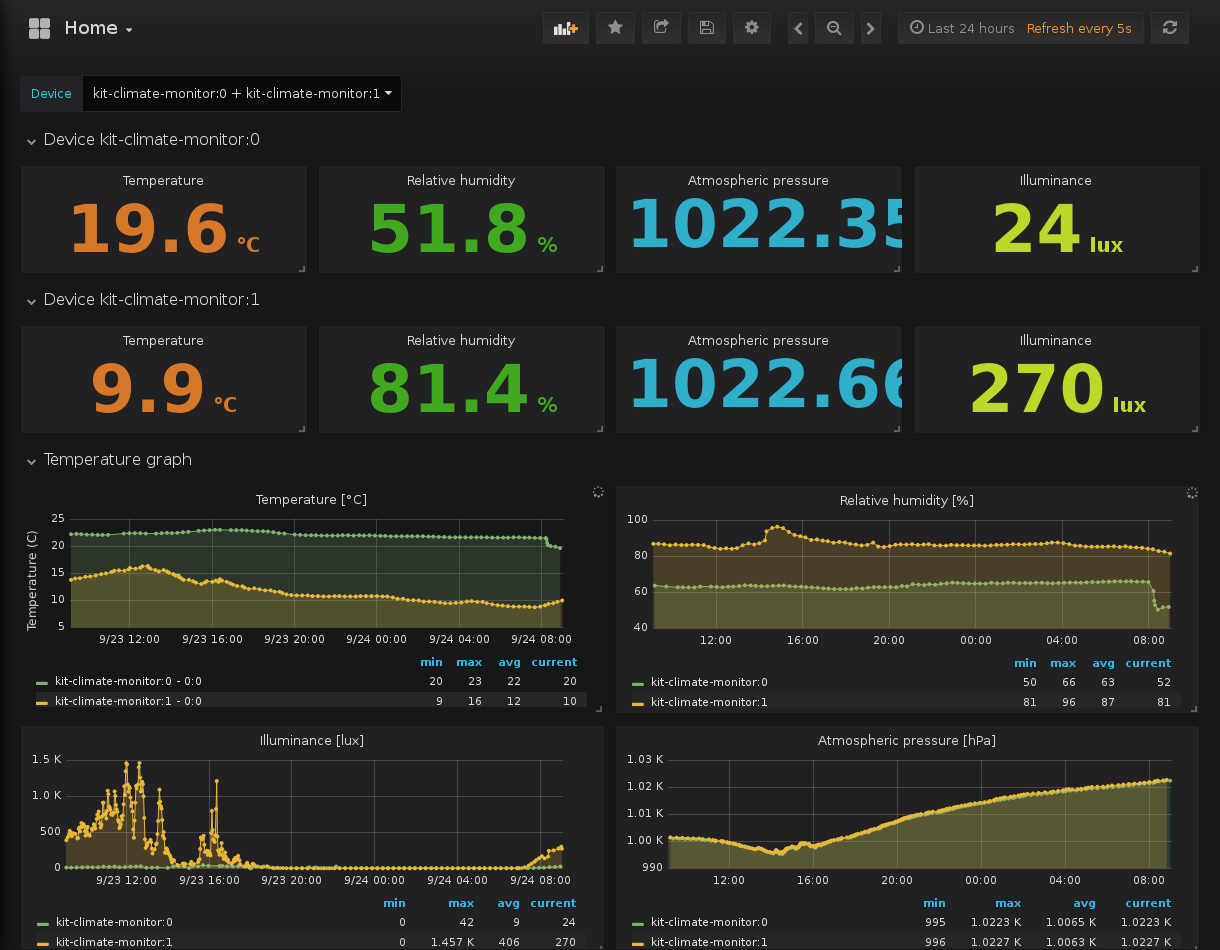 Home
Last 24 hours Refresh every 5s
Device kit-climate-monitor:0 + kit-climate-monitor:1
Device kit-climate-monitor:0
Temperature Relative humidity Atmospheric pressure Illuminance
19.6 °C 51.8 % 1022.35 24 lux
Device kit-climate-monitor:1
Temperature Relative humidity Atmospheric pressure Illuminance
9.9 °C 81.4 % 1022.66 270 lux
Temperature graph
Temperature [°C]
Temperature (C)
25
20
15
10
5
9/23 12:00 9/23 16:00 9/23 20:00 9/24 00:00 9/24 04:00 9/24 08:00
min max avg current
kit-climate-monitor:0 - 0:0 20 23 22 20
kit-climate-monitor:1 - 0:0 9 16 12 10
Relative humidity [%]
100
80
60
40
12:00 16:00 20:00 00:00 04:00 08:00
min max avg current
kit-climate-monitor:0 50 66 63 52
kit-climate-monitor:1 81 96 87 81
Illuminance [lux]
1.5 K
1.0 K
500
0
9/23 12:00 9/23 16:00 9/23 20:00 9/24 00:00 9/24 04:00 9/24 08:00
min max avg current
kit-climate-monitor:0 0 42 9 24
kit-climate-monitor:1 0 1.457 K 406 270
Atmospheric pressure [hPa]
1.03 K
1.02 K
1.01 K
1.00 K
990
12:00 16:00 20:00 00:00 04:00 08:00
min max avg current
kit-climate-monitor:0 995 1.0223 K 1.0065 K 1.0223 K
kit-climate-monitor:1 996 1.0227 K 1.0063 K 1.0227 K